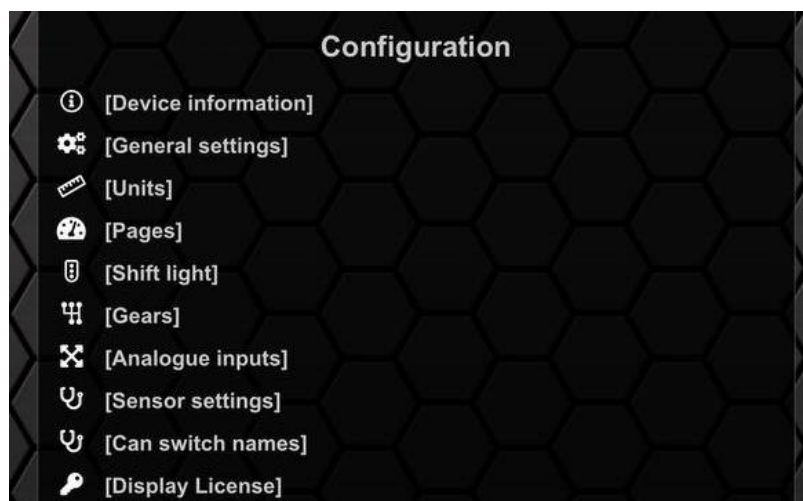 Configuration
[Device information]
[General settings]
[Units]
[Pages]
[Shift light]
[Gears]
[Analogue inputs]
[Sensor settings]
[Can switch names]
[Display License]